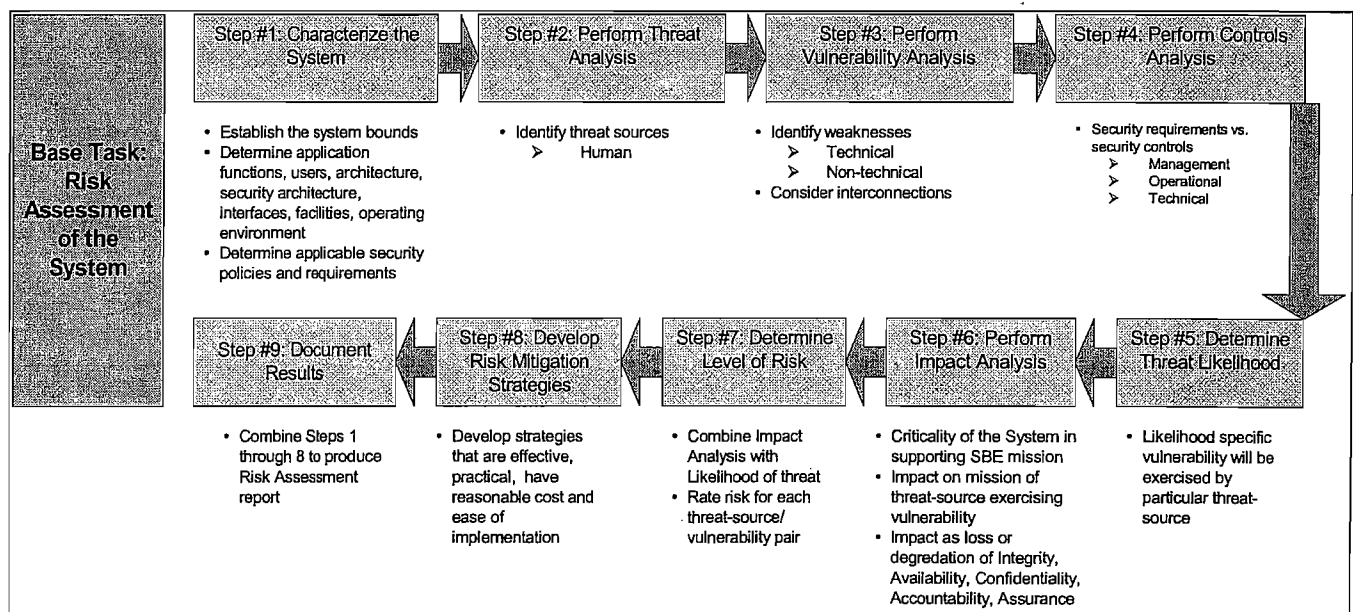 Base Task:
Risk
Assessment
of the
System
Step #1: Characterize the
System
• Establish the system bounds
• Determine application
functions, users, architecture,
security architecture,
interfaces, facilities, operating
environment
• Determine applicable security
policies and requirements
Step #2: Perform Threat
Analysis
• Identify threat sources
➢ Human
Step #3: Perform
Vulnerability Analysis
• Identify weaknesses
➢ Technical
➢ Non-technical
• Consider interconnections
Step #4: Perform Controls
Analysis
• Security requirements vs.
security controls
➢ Management
➢ Operational
➢ Technical
Step #5: Determine
Threat Likelihood
• Likelihood specific
vulnerability will be
exercised by
particular threat-
source
Step #6: Perform
Impact Analysis
• Criticality of the System in
supporting SBE mission
• Impact on mission of
threat-source exercising
vulnerability
• Impact as loss or
degredation of Integrity,
Availability, Confidentiality,
Accountability, Assurance
Step #7: Determine
Level of Risk
• Combine Impact
Analysis with
Likelihood of threat
• Rate risk for each
threat-source/
vulnerability pair
Step #8: Develop
Risk Mitigation
Strategies
• Develop strategies
that are effective,
practical, have
reasonable cost and
ease of
implementation
Step #9: Document
Results
• Combine Steps 1
through 8 to produce
Risk Assessment
report